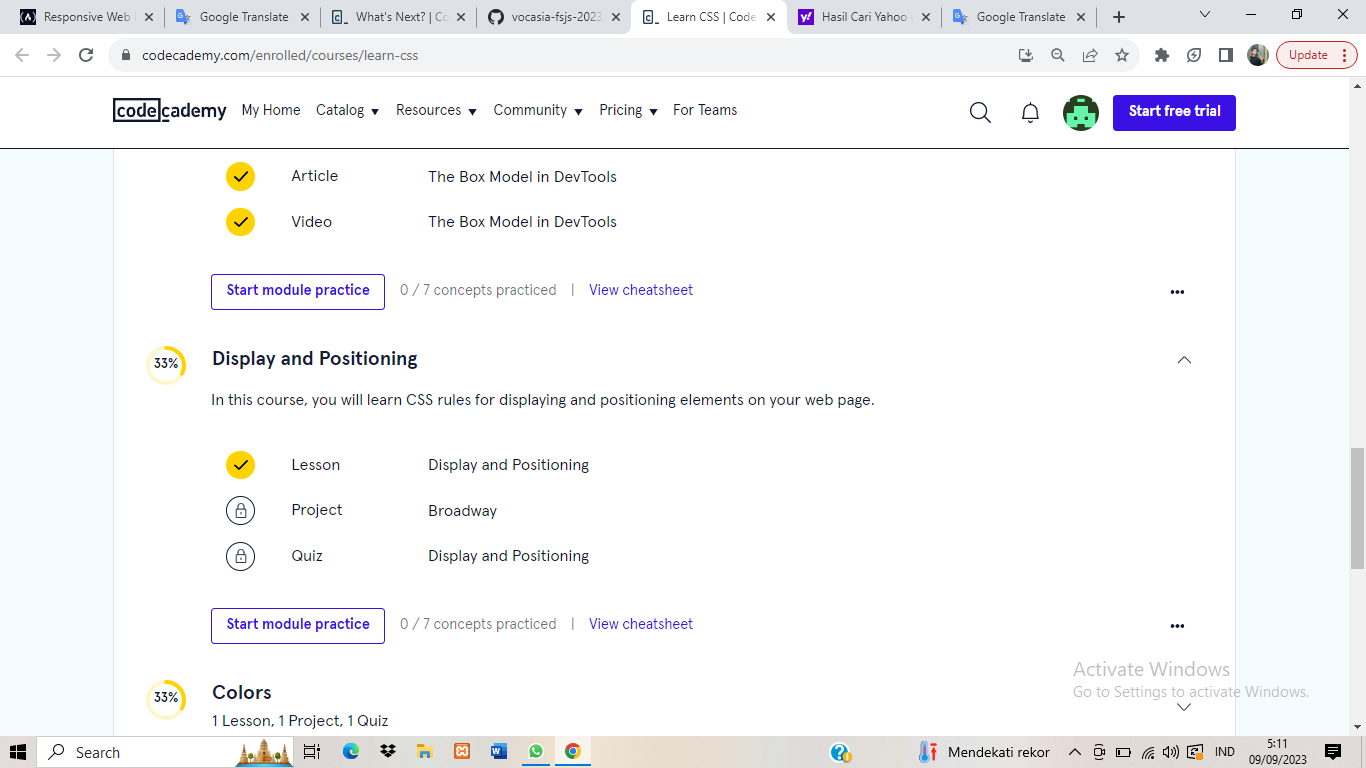 Responsive Web
Google Translate
What's Next? | Co
vocasia-fsjs-2023
Learn CSS | Code
Hasil Cari Yahoo
Google Translate
codecademy.com/enrolled/courses/learn-css
Update
codecademy
My Home
Catalog
Resources
Community
Pricing
For Teams
Start free trial
Article The Box Model in DevTools
Video The Box Model in DevTools
Start module practice 0 / 7 concepts practiced | View cheatsheet
33% Display and Positioning
In this course, you will learn CSS rules for displaying and positioning elements on your web page.
Lesson Display and Positioning
Project Broadway
Quiz Display and Positioning
Start module practice 0 / 7 concepts practiced | View cheatsheet
33% Colors
1 Lesson, 1 Project, 1 Quiz
Activate Windows
Go to Settings to activate Windows.
Search
Mendekati rekor
IND
5:11
09/09/2023